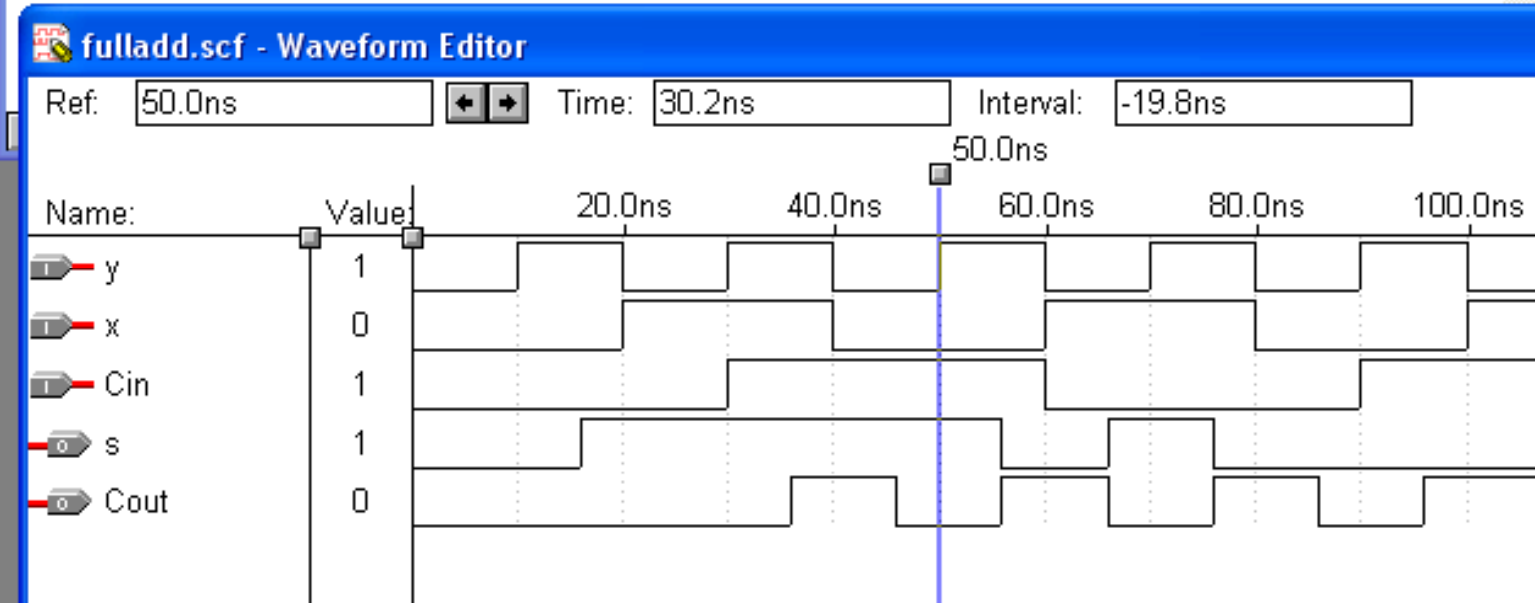 fulladd.scf - Waveform Editor
Ref: 50.0ns Time: 30.2ns Interval: -19.8ns
50.0ns
Name: Value: 20.0ns 40.0ns 60.0ns 80.0ns 100.0ns
I y 1
I x 0
I Cin 1
O s 1
O Cout 0